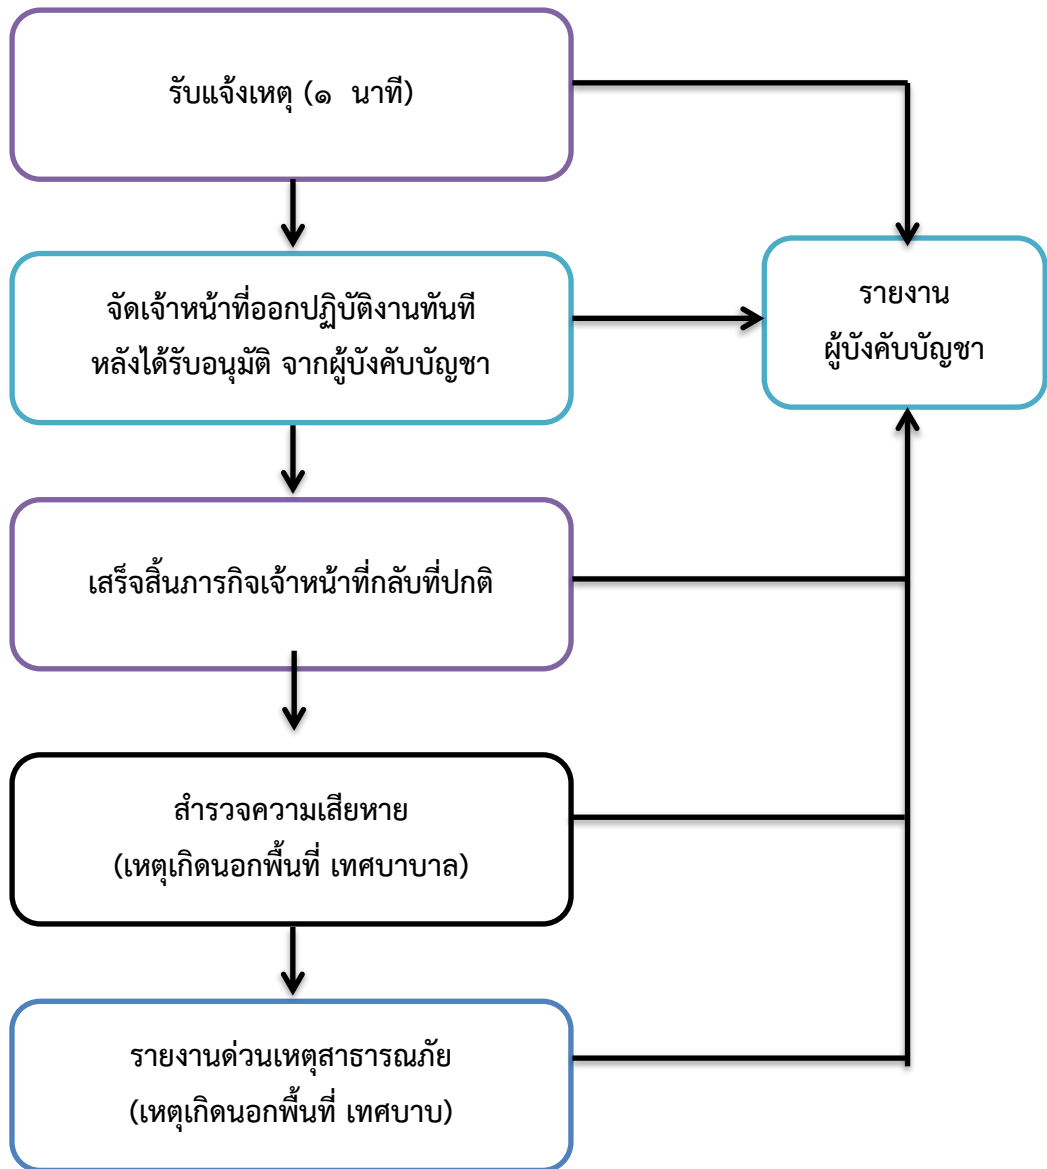 รับแจ้งเหตุ (๑ นาที)
จัดเจ้าหน้าที่ออกปฏิบัติงานทันที
หลังได้รับอนุมัติ จากผู้บังคับบัญชา
รายงาน
ผู้บังคับบัญชา
เสร็จสิ้นภารกิจเจ้าหน้าที่กลับที่ปกติ
สำรวจความเสียหาย
(เหตุเกิดนอกพื้นที่ เทศบาบาล)
รายงานด่วนเหตุสาธารณภัย
(เหตุเกิดนอกพื้นที่ เทศบาบ)